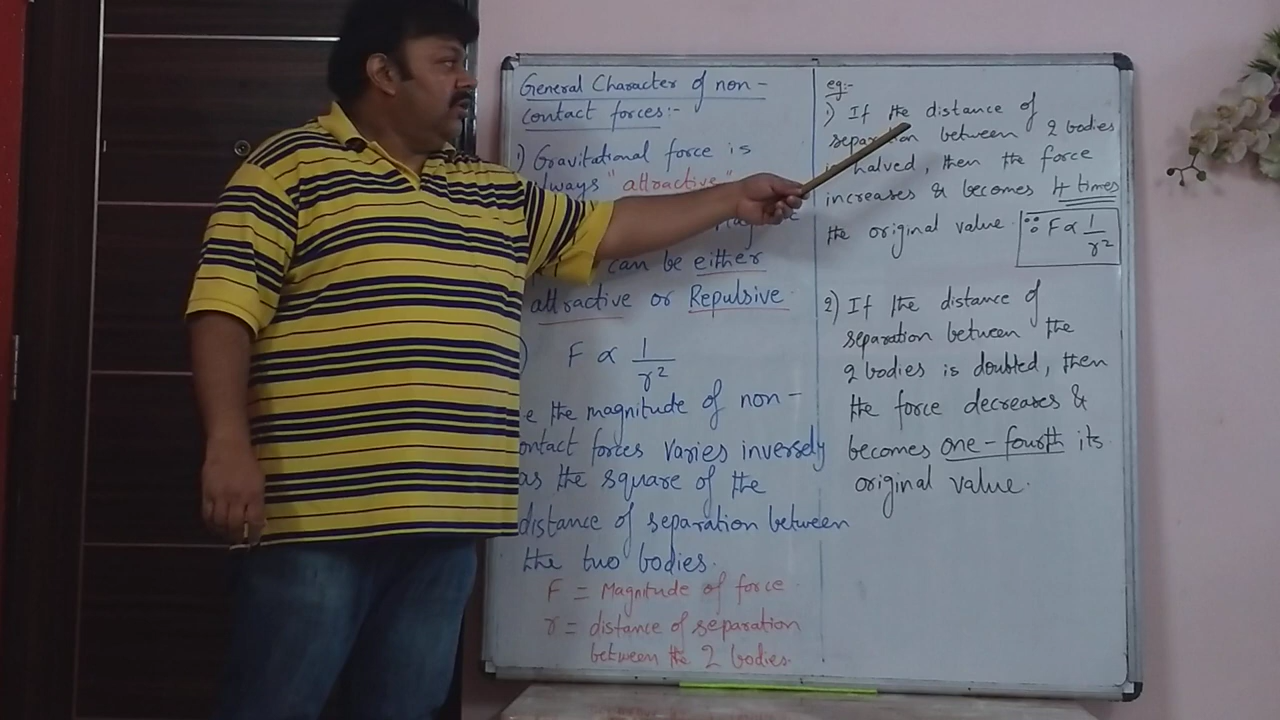 General Character of non-
contact forces:-
1) Gravitational force is
lways "attractive"
can be either
attractive or Repulsive.
) F ∝ 1/r²
e the magnitude of non-
ontact forces varies inversely
as the square of the
distance of separation between
the two bodies.
F = Magnitude of force
r = distance of separation
between the 2 bodies.
eg:-
1) If the distance of
separation between 2 bodies
halved, then the force
increases & becomes 4 times
the original value. ∵ F ∝ 1/r²
2) If the distance of
separation between the
2 bodies is doubled, then
the force decreases &
becomes one-fourth its
original value.